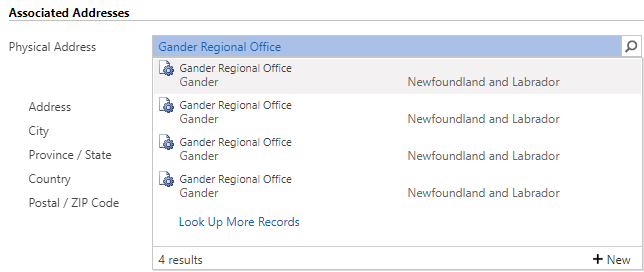 Associated Addresses
Physical Address Gander Regional Office
Gander Regional Office
Gander Newfoundland and Labrador
Address Gander Regional Office
City Gander Newfoundland and Labrador
Province / State Gander Regional Office
Gander Newfoundland and Labrador
Country Gander Regional Office
Postal / ZIP Code Gander Newfoundland and Labrador
Look Up More Records
4 results + New